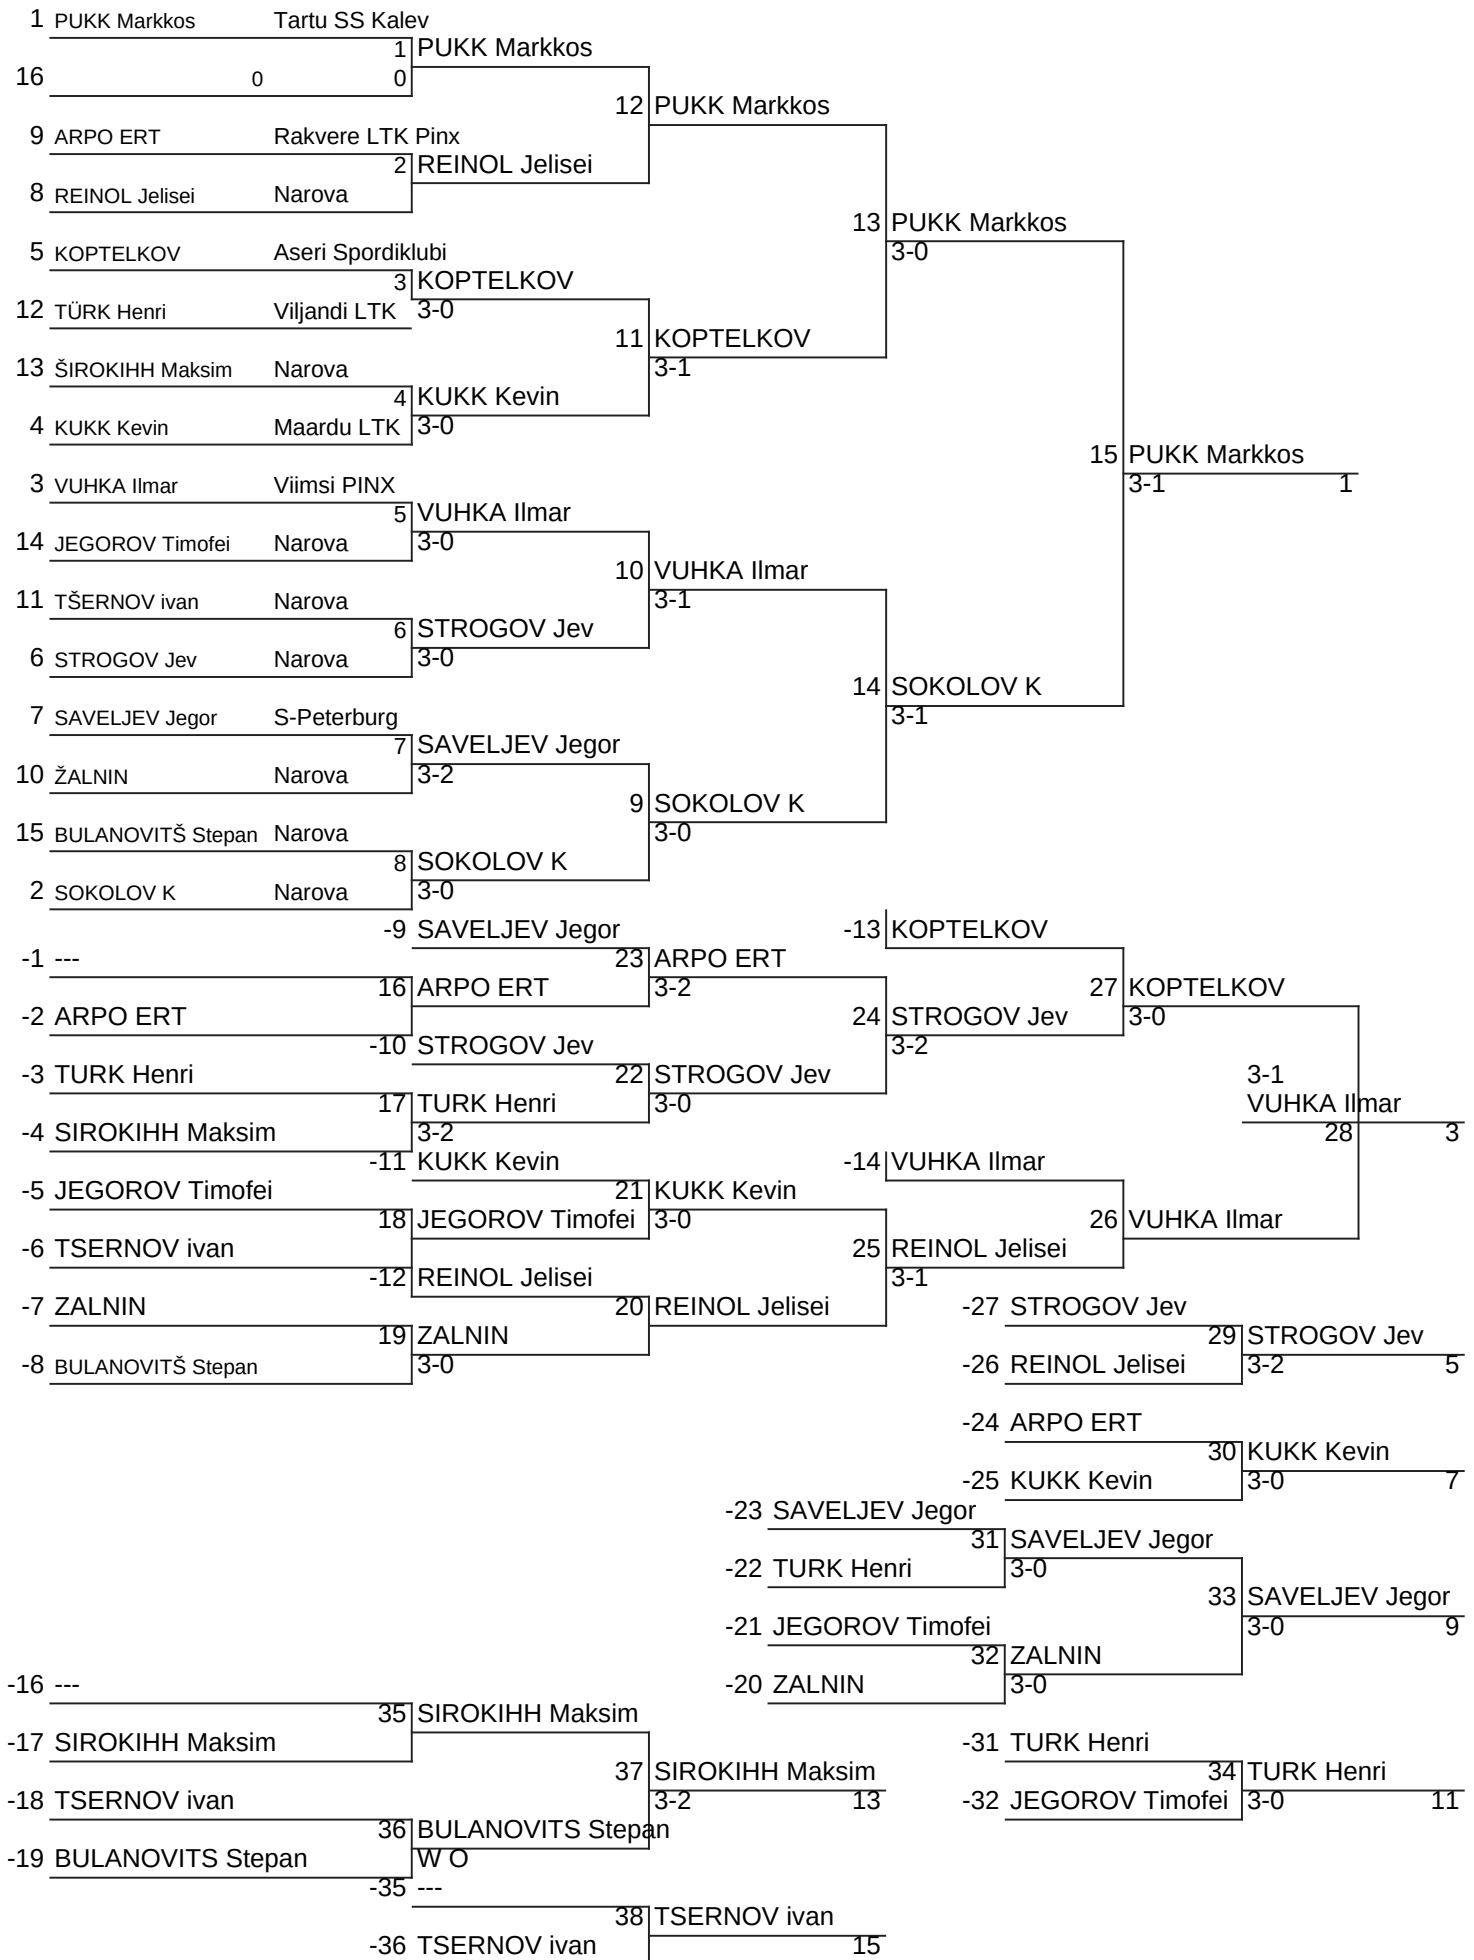 1 PUKK Markkos Tartu SS Kalev
1 PUKK Markkos
16 0 0
12 PUKK Markkos
9 ARPO ERT Rakvere LTK Pinx
2 REINOL Jelisei
8 REINOL Jelisei Narova
13 PUKK Markkos
3-0
5 KOPTELKOV Aseri Spordiklubi
3 KOPTELKOV
12 TÜRK Henri Viljandi LTK 3-0
11 KOPTELKOV
3-1
13 ŠIROKIHH Maksim Narova
4 KUKK Kevin
4 KUKK Kevin Maardu LTK 3-0
15 PUKK Markkos
3-1 1
3 VUHKA Ilmar Viimsi PINX
5 VUHKA Ilmar
14 JEGOROV Timofei Narova 3-0
10 VUHKA Ilmar
3-1
11 TŠERNOV ivan Narova
6 STROGOV Jev
6 STROGOV Jev Narova 3-0
14 SOKOLOV K
3-1
7 SAVELJEV Jegor S-Peterburg
7 SAVELJEV Jegor
10 ŽALNIN Narova 3-2
9 SOKOLOV K
3-0
15 BULANOVITŠ Stepan Narova
8 SOKOLOV K
2 SOKOLOV K Narova 3-0
-9 SAVELJEV Jegor -13 KOPTELKOV
-1 --- 23 ARPO ERT
16 ARPO ERT 3-2 27 KOPTELKOV
-2 ARPO ERT 24 STROGOV Jev 3-0
-10 STROGOV Jev 3-2
-3 TURK Henri 22 STROGOV Jev 3-1
17 TURK Henri 3-0 VUHKA Ilmar
-4 SIROKIHH Maksim 3-2 28 3
-11 KUKK Kevin -14 VUHKA Ilmar
-5 JEGOROV Timofei 21 KUKK Kevin
18 JEGOROV Timofei 3-0 26 VUHKA Ilmar
-6 TSERNOV ivan 25 REINOL Jelisei
-12 REINOL Jelisei 3-1
-7 ZALNIN 20 REINOL Jelisei -27 STROGOV Jev
19 ZALNIN 29 STROGOV Jev
-8 BULANOVITŠ Stepan 3-0 -26 REINOL Jelisei 3-2 5
-24 ARPO ERT
30 KUKK Kevin
-25 KUKK Kevin 3-0 7
-23 SAVELJEV Jegor
31 SAVELJEV Jegor
-22 TURK Henri 3-0
33 SAVELJEV Jegor
-21 JEGOROV Timofei 3-0 9
32 ZALNIN
-16 --- -20 ZALNIN 3-0
35 SIROKIHH Maksim
-17 SIROKIHH Maksim -31 TURK Henri
37 SIROKIHH Maksim 34 TURK Henri
-18 TSERNOV ivan 3-2 13 -32 JEGOROV Timofei 3-0 11
36 BULANOVITS Stepan
-19 BULANOVITS Stepan W O
-35 ---
38 TSERNOV ivan
-36 TSERNOV ivan 15